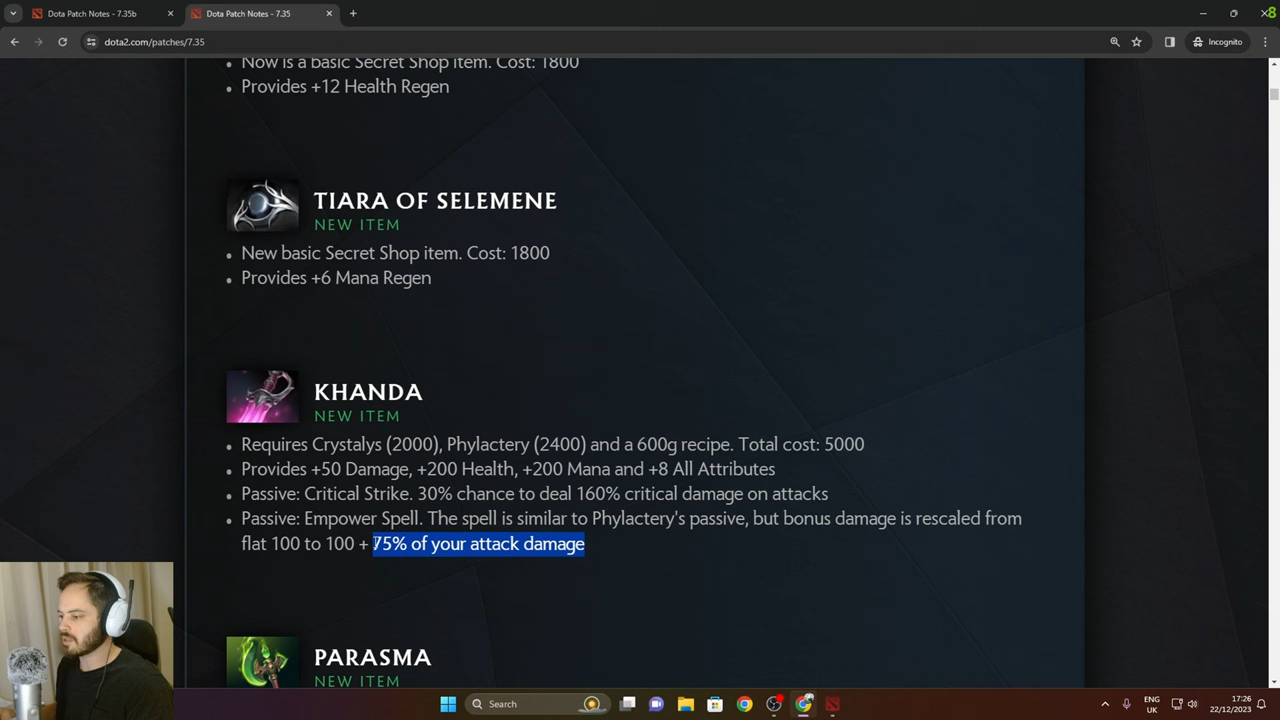 Dota Patch Notes - 7.35b
Dota Patch Notes - 7.35
8
dota2.com/patches/7.35
Incognito
Now is a basic Secret Shop item. Cost: 1800
Provides +12 Health Regen
TIARA OF SELEMENE
NEW ITEM
New basic Secret Shop item. Cost: 1800
Provides +6 Mana Regen
KHANDA
NEW ITEM
Requires Crystalys (2000), Phylactery (2400) and a 600g recipe. Total cost: 5000
Provides +50 Damage, +200 Health, +200 Mana and +8 All Attributes
Passive: Critical Strike. 30% chance to deal 160% critical damage on attacks
Passive: Empower Spell. The spell is similar to Phylactery's passive, but bonus damage is rescaled from
flat 100 to 100 + 75% of your attack damage
PARASMA
NEW ITEM
Search
ENG
UK
17:26
22/12/2023